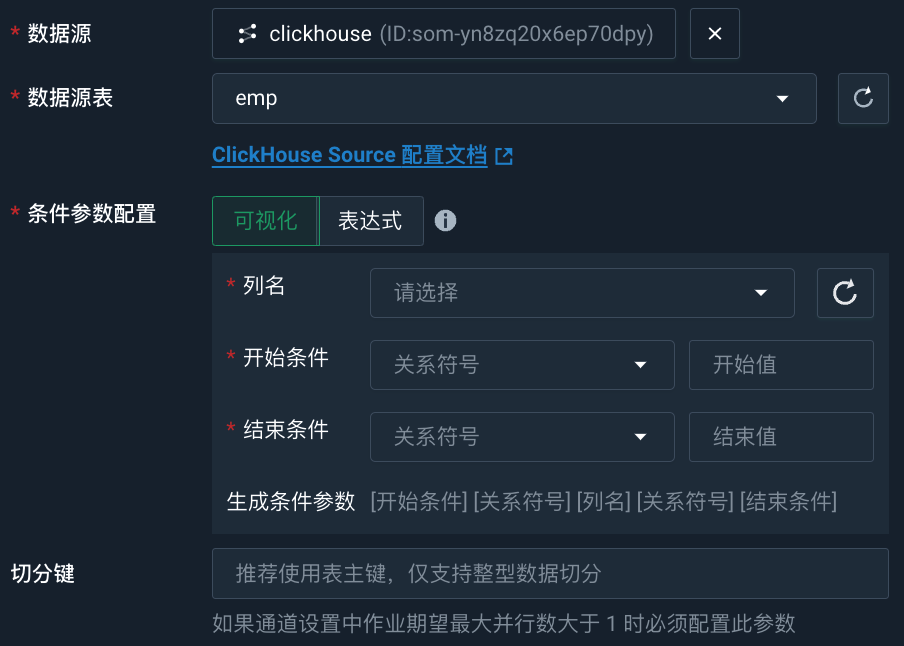 * 数据源 clickhouse (ID:som-yn8zq20x6ep70dpy) ×
* 数据源表 emp
ClickHouse Source 配置文档
* 条件参数配置 可视化 表达式
* 列名 请选择
* 开始条件 关系符号 开始值
* 结束条件 关系符号 结束值
生成条件参数 [开始条件] [关系符号] [列名] [关系符号] [结束条件]
切分键 推荐使用表主键，仅支持整型数据切分
如果通道设置中作业期望最大并行数大于 1 时必须配置此参数